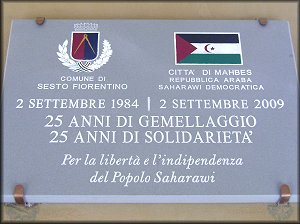 COMUNE DI
SESTO FIORENTINO
CITTA' DI MAHBES
REPUBBLICA ARABA
SAHARAWI DEMOCRATICA
2 SETTEMBRE 1984 | 2 SETTEMBRE 2009
25 ANNI DI GEMELLAGGIO
25 ANNI DI SOLIDARIETA'
Per la libertà e l'indipendenza
del Popolo Saharawi